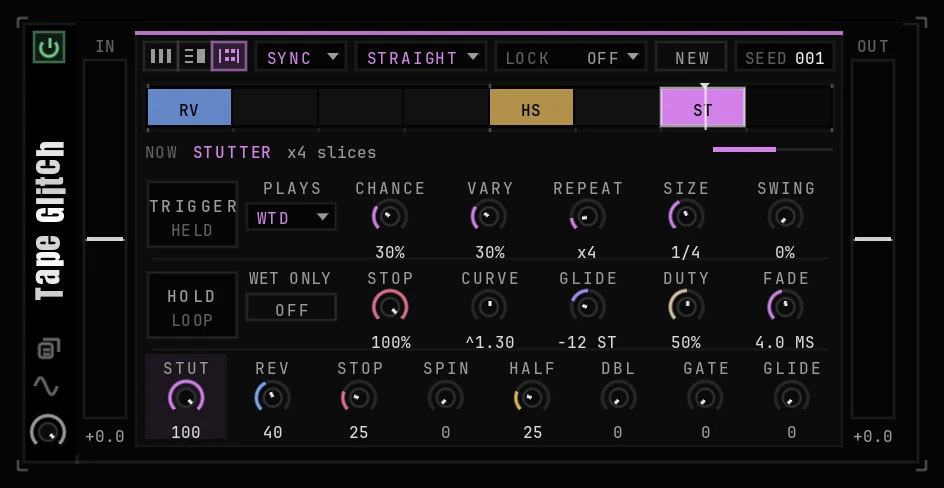 IN
SYNC
STRAIGHT
LOCK OFF
NEW
SEED 001
OUT
RV HS ST
NOW STUTTER x4 slices
Tape Glitch
TRIGGER
HELD
PLAYS CHANCE VARY REPEAT SIZE SWING
WTD
30% 30% x4 1/4 0%
HOLD
LOOP
WET ONLY STOP CURVE GLIDE DUTY FADE
OFF
100% ^1.30 -12 ST 50% 4.0 MS
STUT REV STOP SPIN HALF DBL GATE GLIDE
100 40 25 0 25 0 0 0
+0.0 +0.0